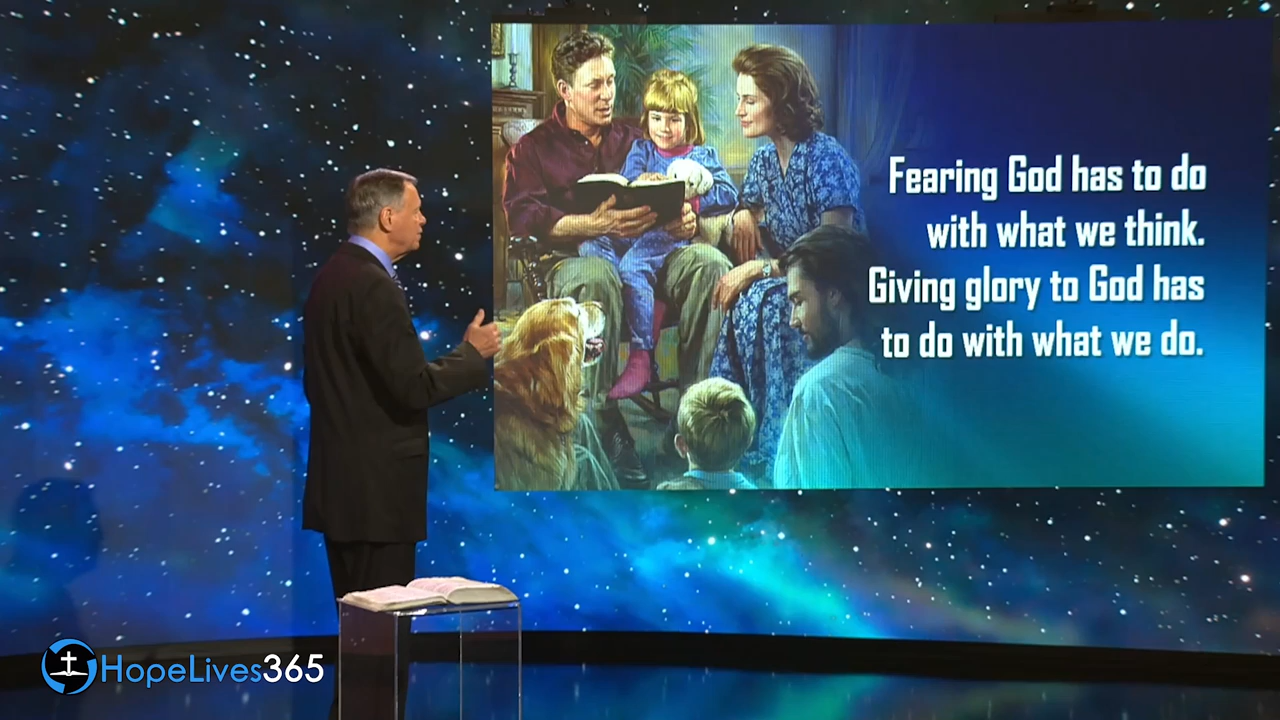 Fearing God has to do
with what we think.
Giving glory to God has
to do with what we do.
HopeLives365